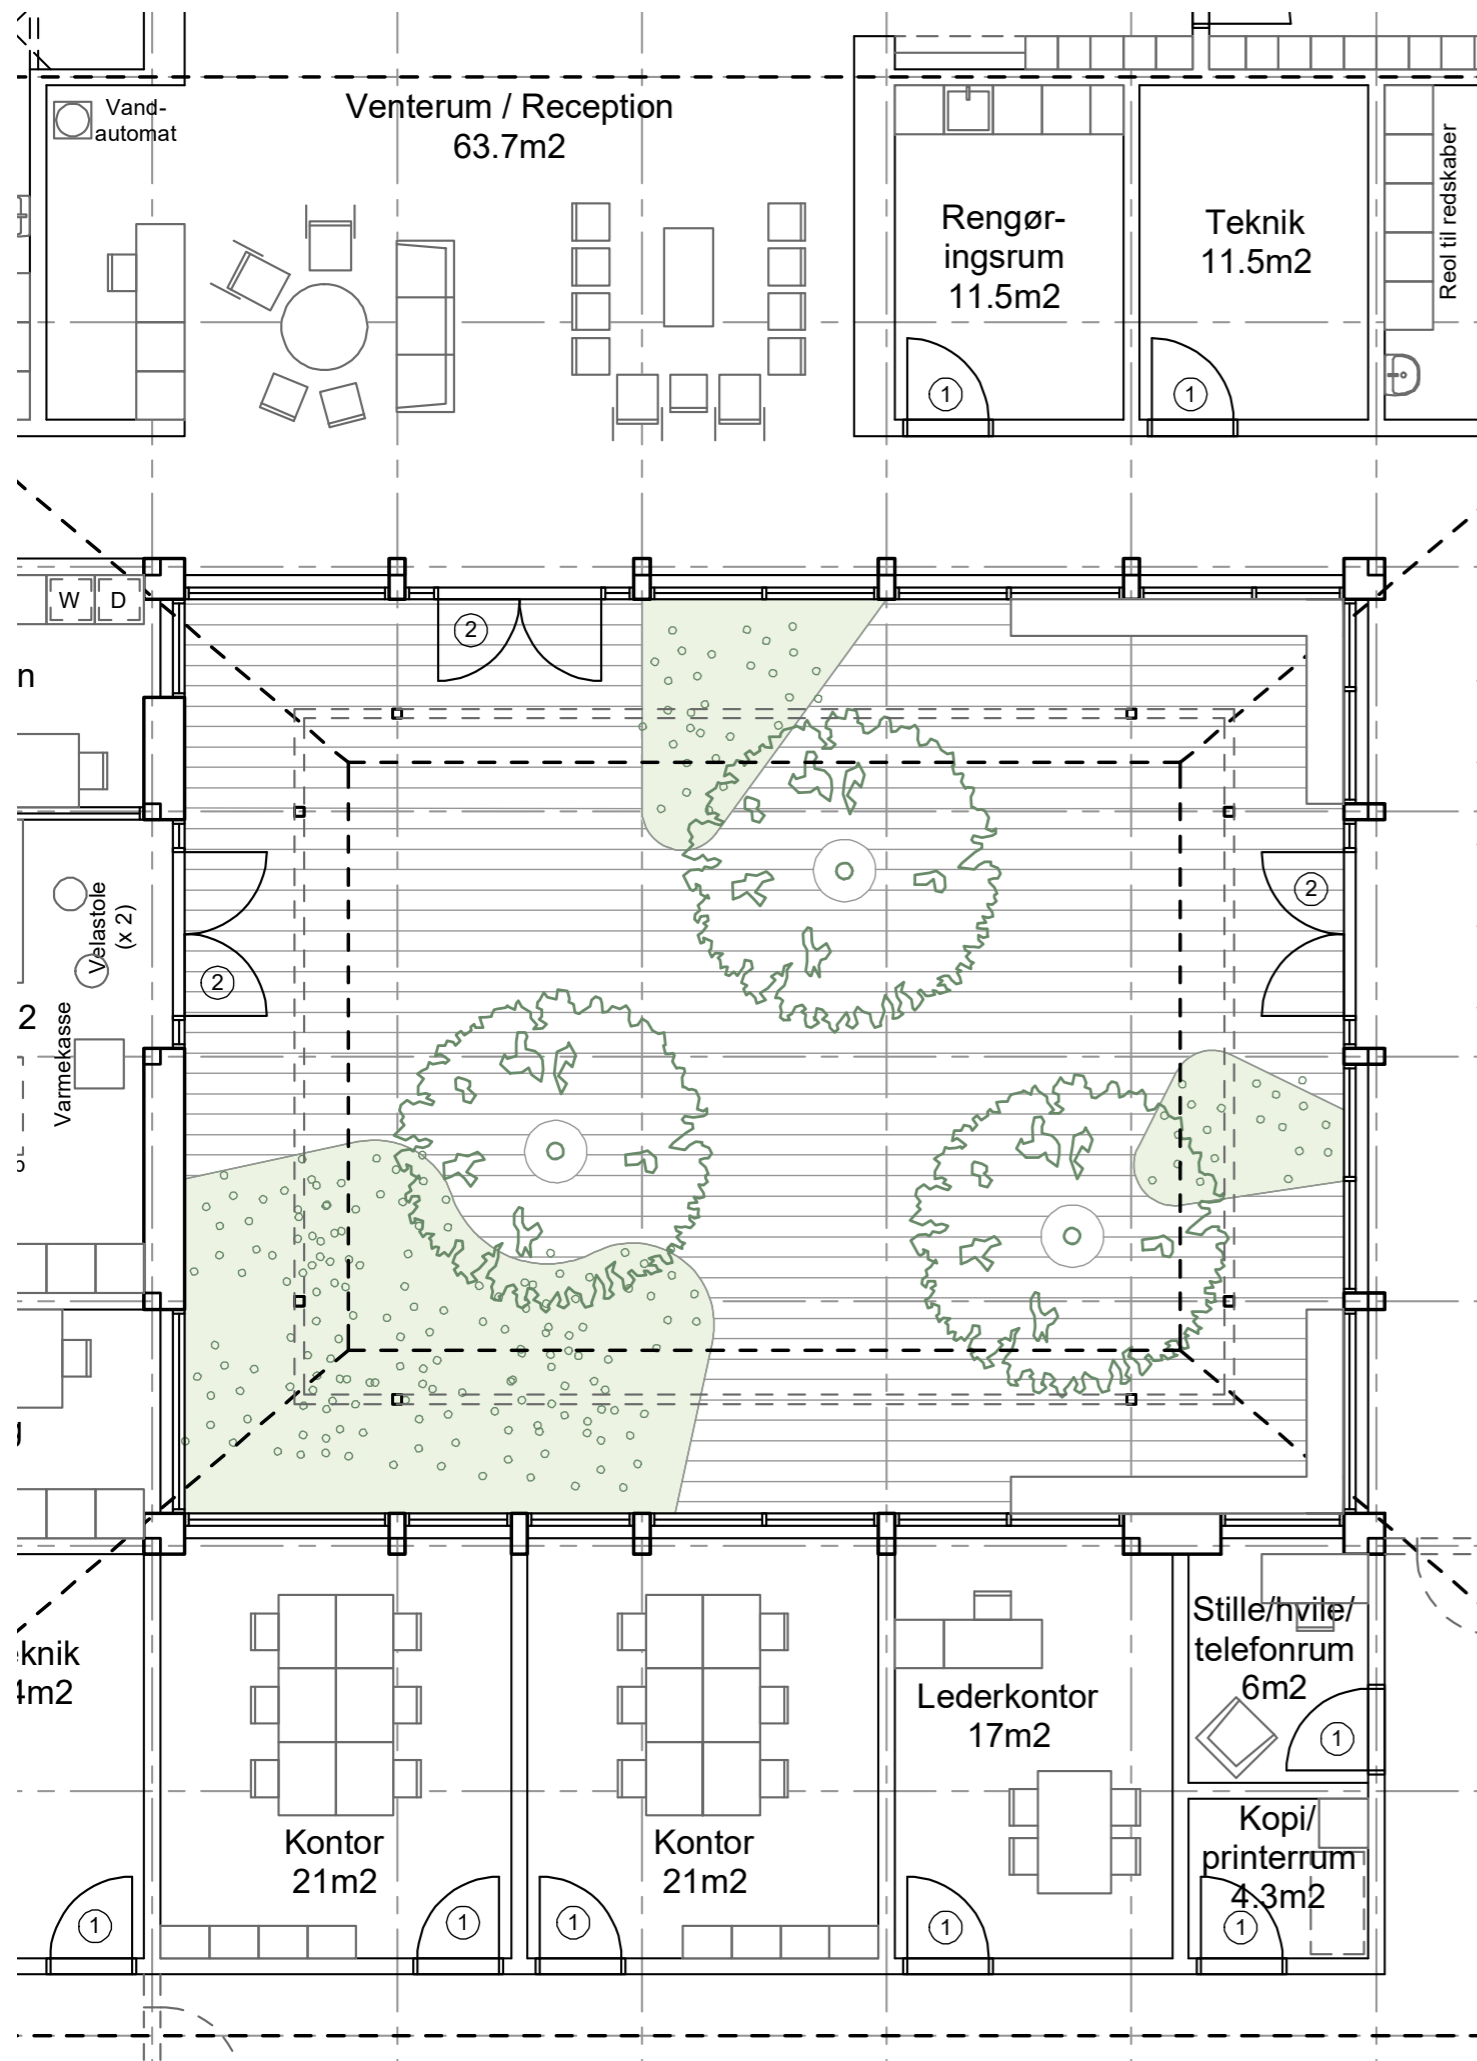 Vand-
automat
Venterum / Reception
63.7m2
Rengør-
ingsrum
11.5m2
Teknik
11.5m2
Reol til redskaber
1
1
W
D
2
n
2
2
Velastole
(x 2)
2
Varmekasse
Stille/hvile/
telefonrum
6m2
1
4m2
Lederkontor
17m2
Kontor
21m2
Kontor
21m2
Kopi/
printerrum
4.3m2
1
1
1
1
1